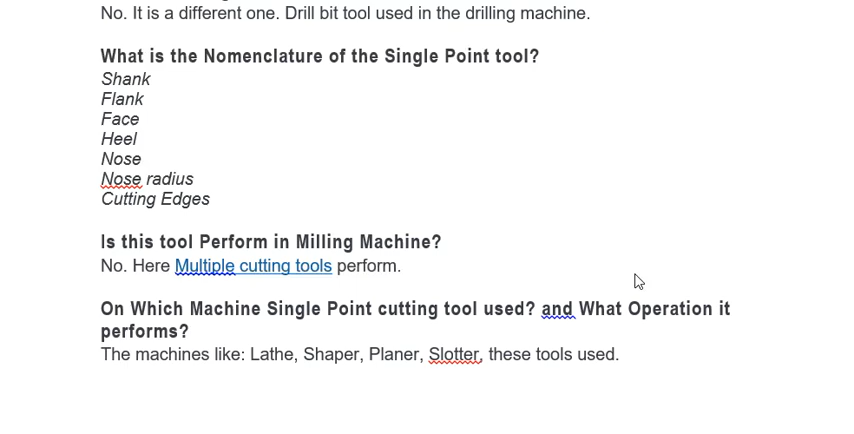 No. It is a different one. Drill bit tool used in the drilling machine.
What is the Nomenclature of the Single Point tool?
Shank
Flank
Face
Heel
Nose
Nose radius
Cutting Edges
Is this tool Perform in Milling Machine?
No. Here Multiple cutting tools perform.
On Which Machine Single Point cutting tool used? and What Operation it
performs?
The machines like: Lathe, Shaper, Planer, Slotter, these tools used.